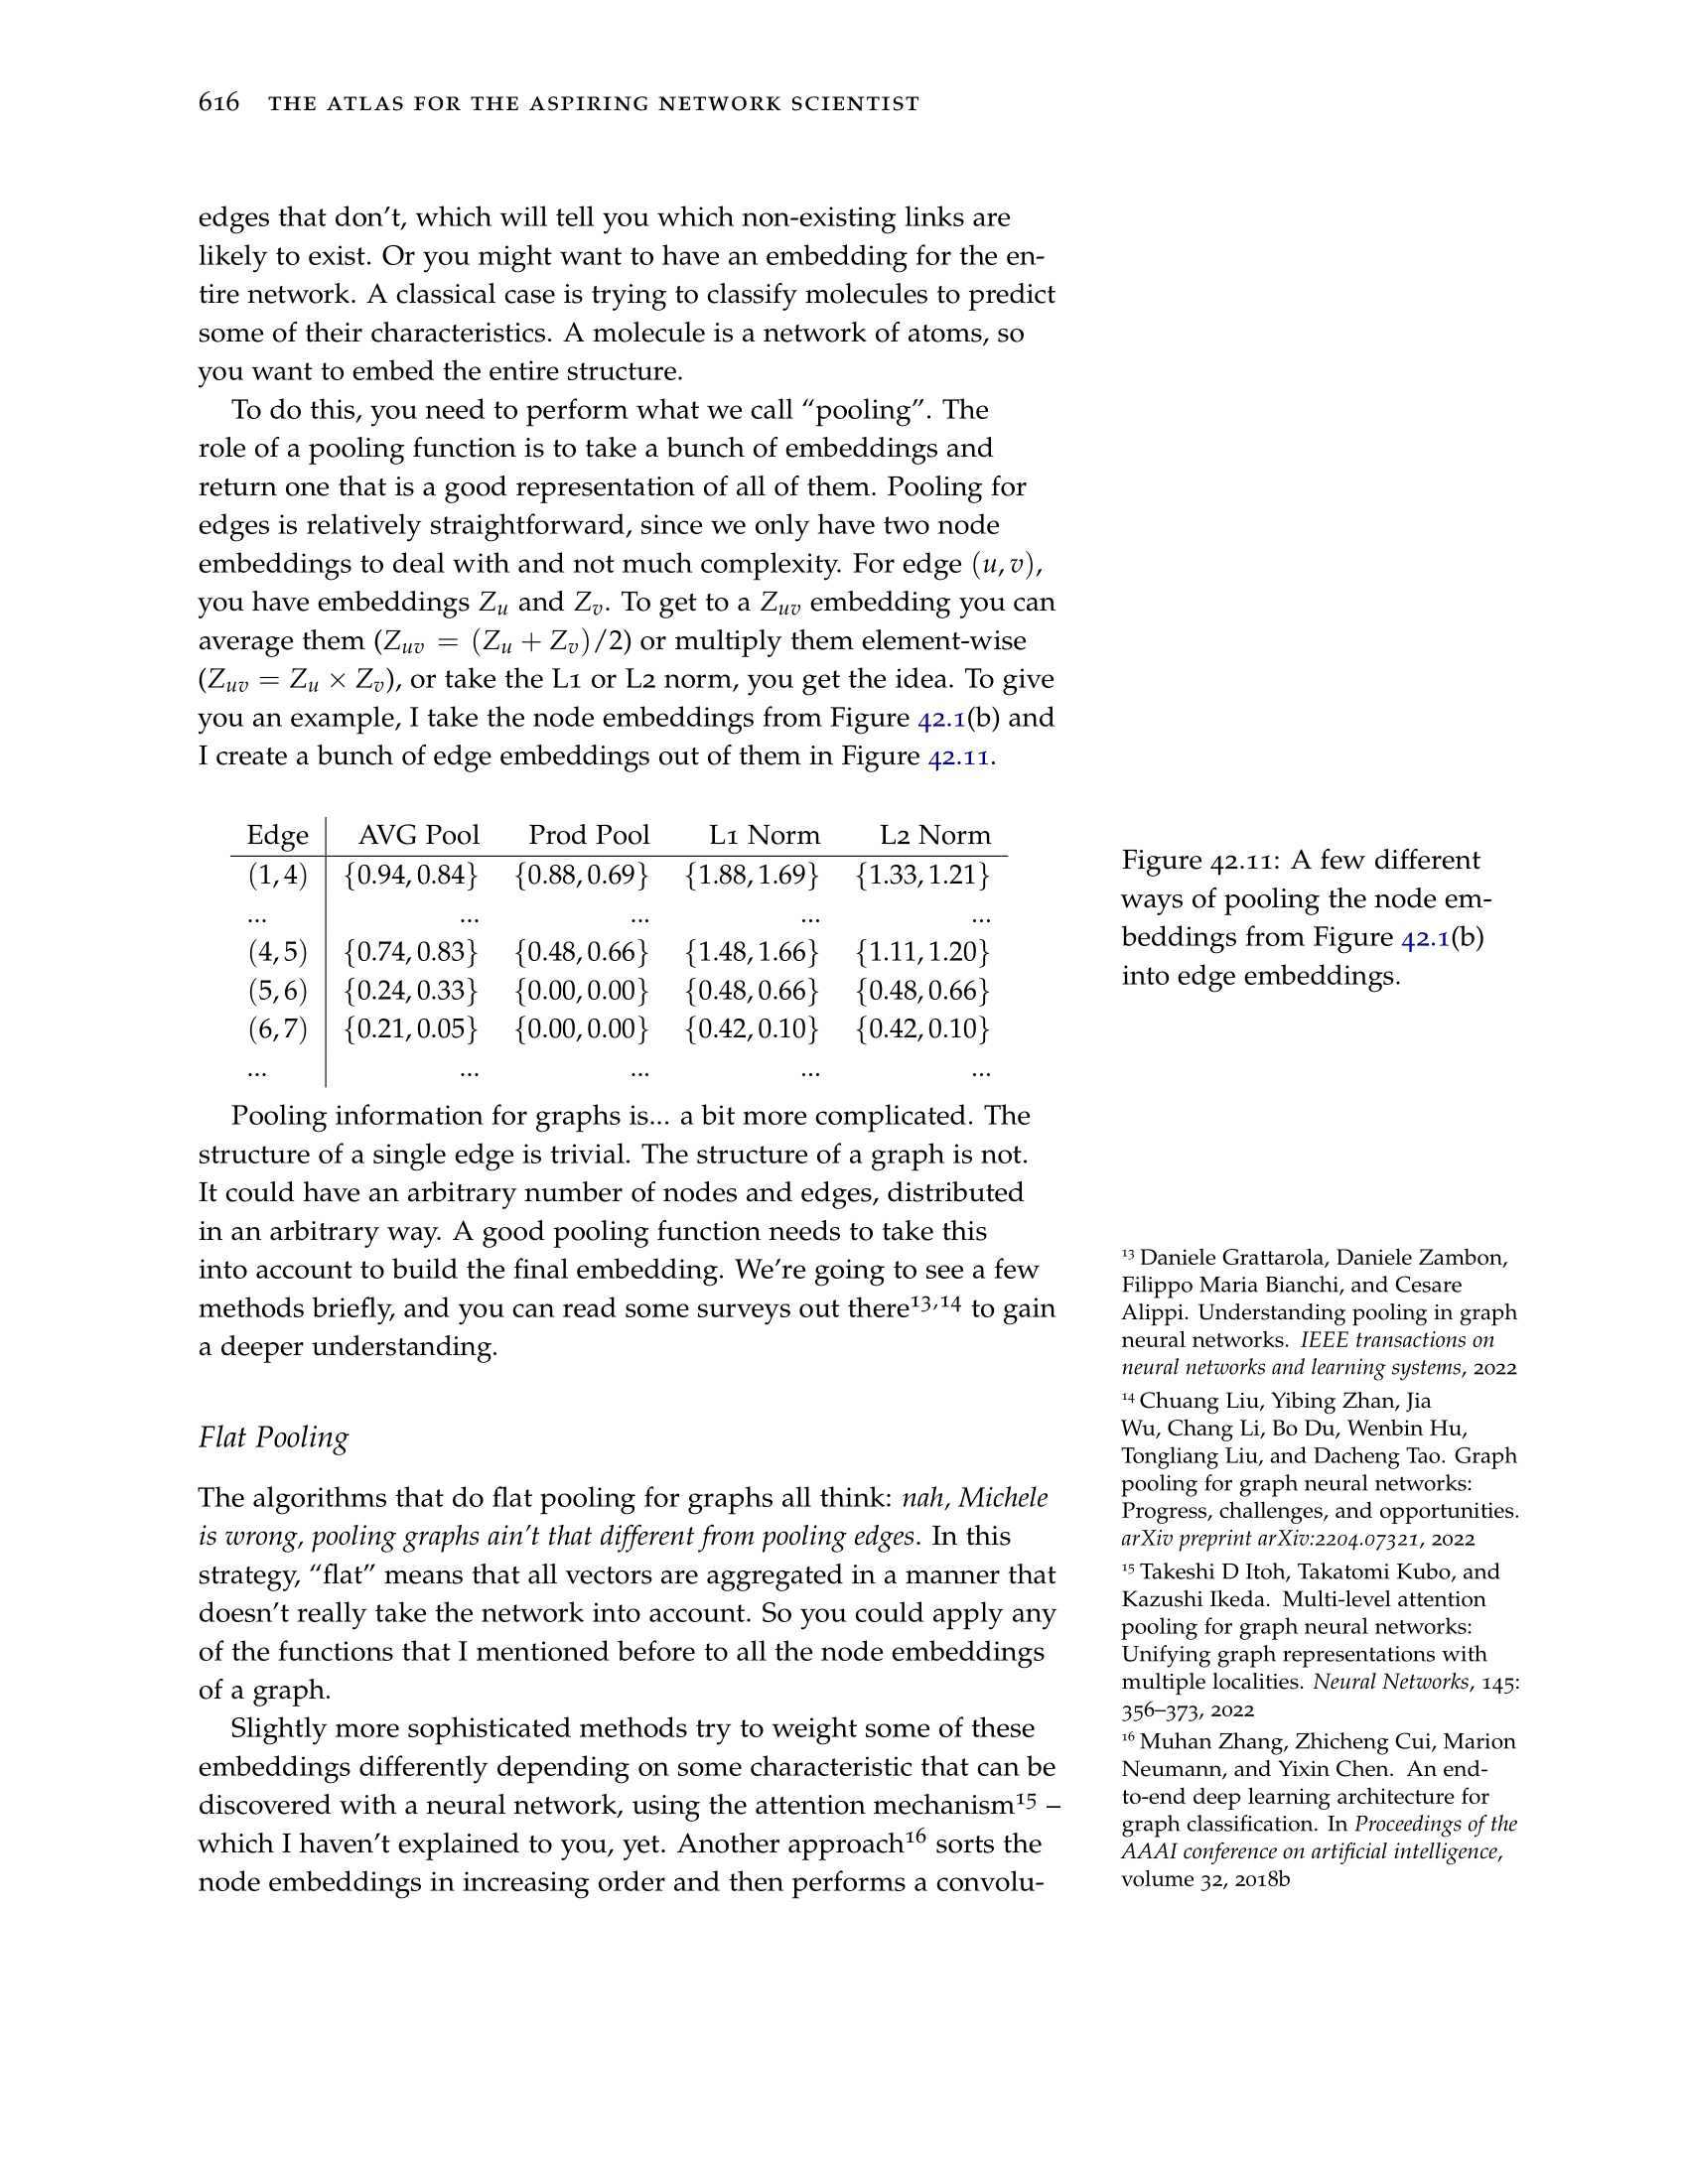 616 THE ATLAS FOR THE ASPIRING NETWORK SCIENTIST
edges that don't, which will tell you which non-existing links are
likely to exist. Or you might want to have an embedding for the en-
tire network. A classical case is trying to classify molecules to predict
some of their characteristics. A molecule is a network of atoms, so
you want to embed the entire structure.
To do this, you need to perform what we call “pooling”. The
role of a pooling function is to take a bunch of embeddings and
return one that is a good representation of all of them. Pooling for
edges is relatively straightforward, since we only have two node
embeddings to deal with and not much complexity. For edge (u, v),
you have embeddings Zu and Zv. To get to a Zuv embedding you can
average them (Zuv = (Zu + Zv)/2) or multiply them element-wise
(Zuv = Zu × Zv), or take the L1 or L2 norm, you get the idea. To give
you an example, I take the node embeddings from Figure 42.1(b) and
I create a bunch of edge embeddings out of them in Figure 42.11.
Edge AVG Pool Prod Pool L1 Norm L2 Norm
(1, 4) {0.94, 0.84} {0.88, 0.69} {1.88, 1.69} {1.33, 1.21}
... ... ... ... ...
(4, 5) {0.74, 0.83} {0.48, 0.66} {1.48, 1.66} {1.11, 1.20}
(5, 6) {0.24, 0.33} {0.00, 0.00} {0.48, 0.66} {0.48, 0.66}
(6, 7) {0.21, 0.05} {0.00, 0.00} {0.42, 0.10} {0.42, 0.10}
... ... ... ... ...
Figure 42.11: A few different
ways of pooling the node em-
beddings from Figure 42.1(b)
into edge embeddings.
Pooling information for graphs is... a bit more complicated. The
structure of a single edge is trivial. The structure of a graph is not.
It could have an arbitrary number of nodes and edges, distributed
in an arbitrary way. A good pooling function needs to take this
into account to build the final embedding. We're going to see a few
methods briefly, and you can read some surveys out there13,14 to gain
a deeper understanding.
Flat Pooling
The algorithms that do flat pooling for graphs all think: nah, Michele
is wrong, pooling graphs ain't that different from pooling edges. In this
strategy, “flat” means that all vectors are aggregated in a manner that
doesn't really take the network into account. So you could apply any
of the functions that I mentioned before to all the node embeddings
of a graph.
Slightly more sophisticated methods try to weight some of these
embeddings differently depending on some characteristic that can be
discovered with a neural network, using the attention mechanism15 –
which I haven't explained to you, yet. Another approach16 sorts the
node embeddings in increasing order and then performs a convolu-
13 Daniele Grattarola, Daniele Zambon,
Filippo Maria Bianchi, and Cesare
Alippi. Understanding pooling in graph
neural networks. IEEE transactions on
neural networks and learning systems, 2022
14 Chuang Liu, Yibing Zhan, Jia
Wu, Chang Li, Bo Du, Wenbin Hu,
Tongliang Liu, and Dacheng Tao. Graph
pooling for graph neural networks:
Progress, challenges, and opportunities.
arXiv preprint arXiv:2204.07321, 2022
15 Takeshi D Itoh, Takatomi Kubo, and
Kazushi Ikeda. Multi-level attention
pooling for graph neural networks:
Unifying graph representations with
multiple localities. Neural Networks, 145:
356–373, 2022
16 Muhan Zhang, Zhicheng Cui, Marion
Neumann, and Yixin Chen. An end-
to-end deep learning architecture for
graph classification. In Proceedings of the
AAAI conference on artificial intelligence,
volume 32, 2018b